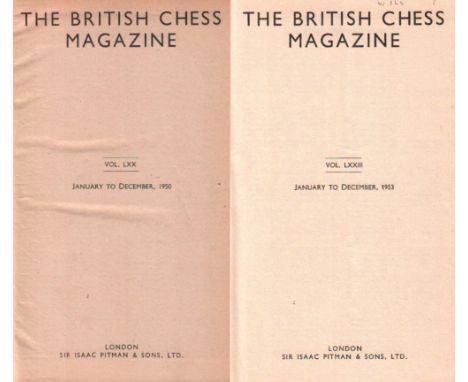 THE BRITISH CHESS
MAGAZINE
VOL. LXX
JANUARY TO DECEMBER, 1950
LONDON
SIR ISAAC PITMAN & SONS, LTD.
THE BRITISH CHESS
MAGAZINE
VOL. LXXIII
JANUARY TO DECEMBER, 1953
LONDON
SIR ISAAC PITMAN & SONS, LTD.